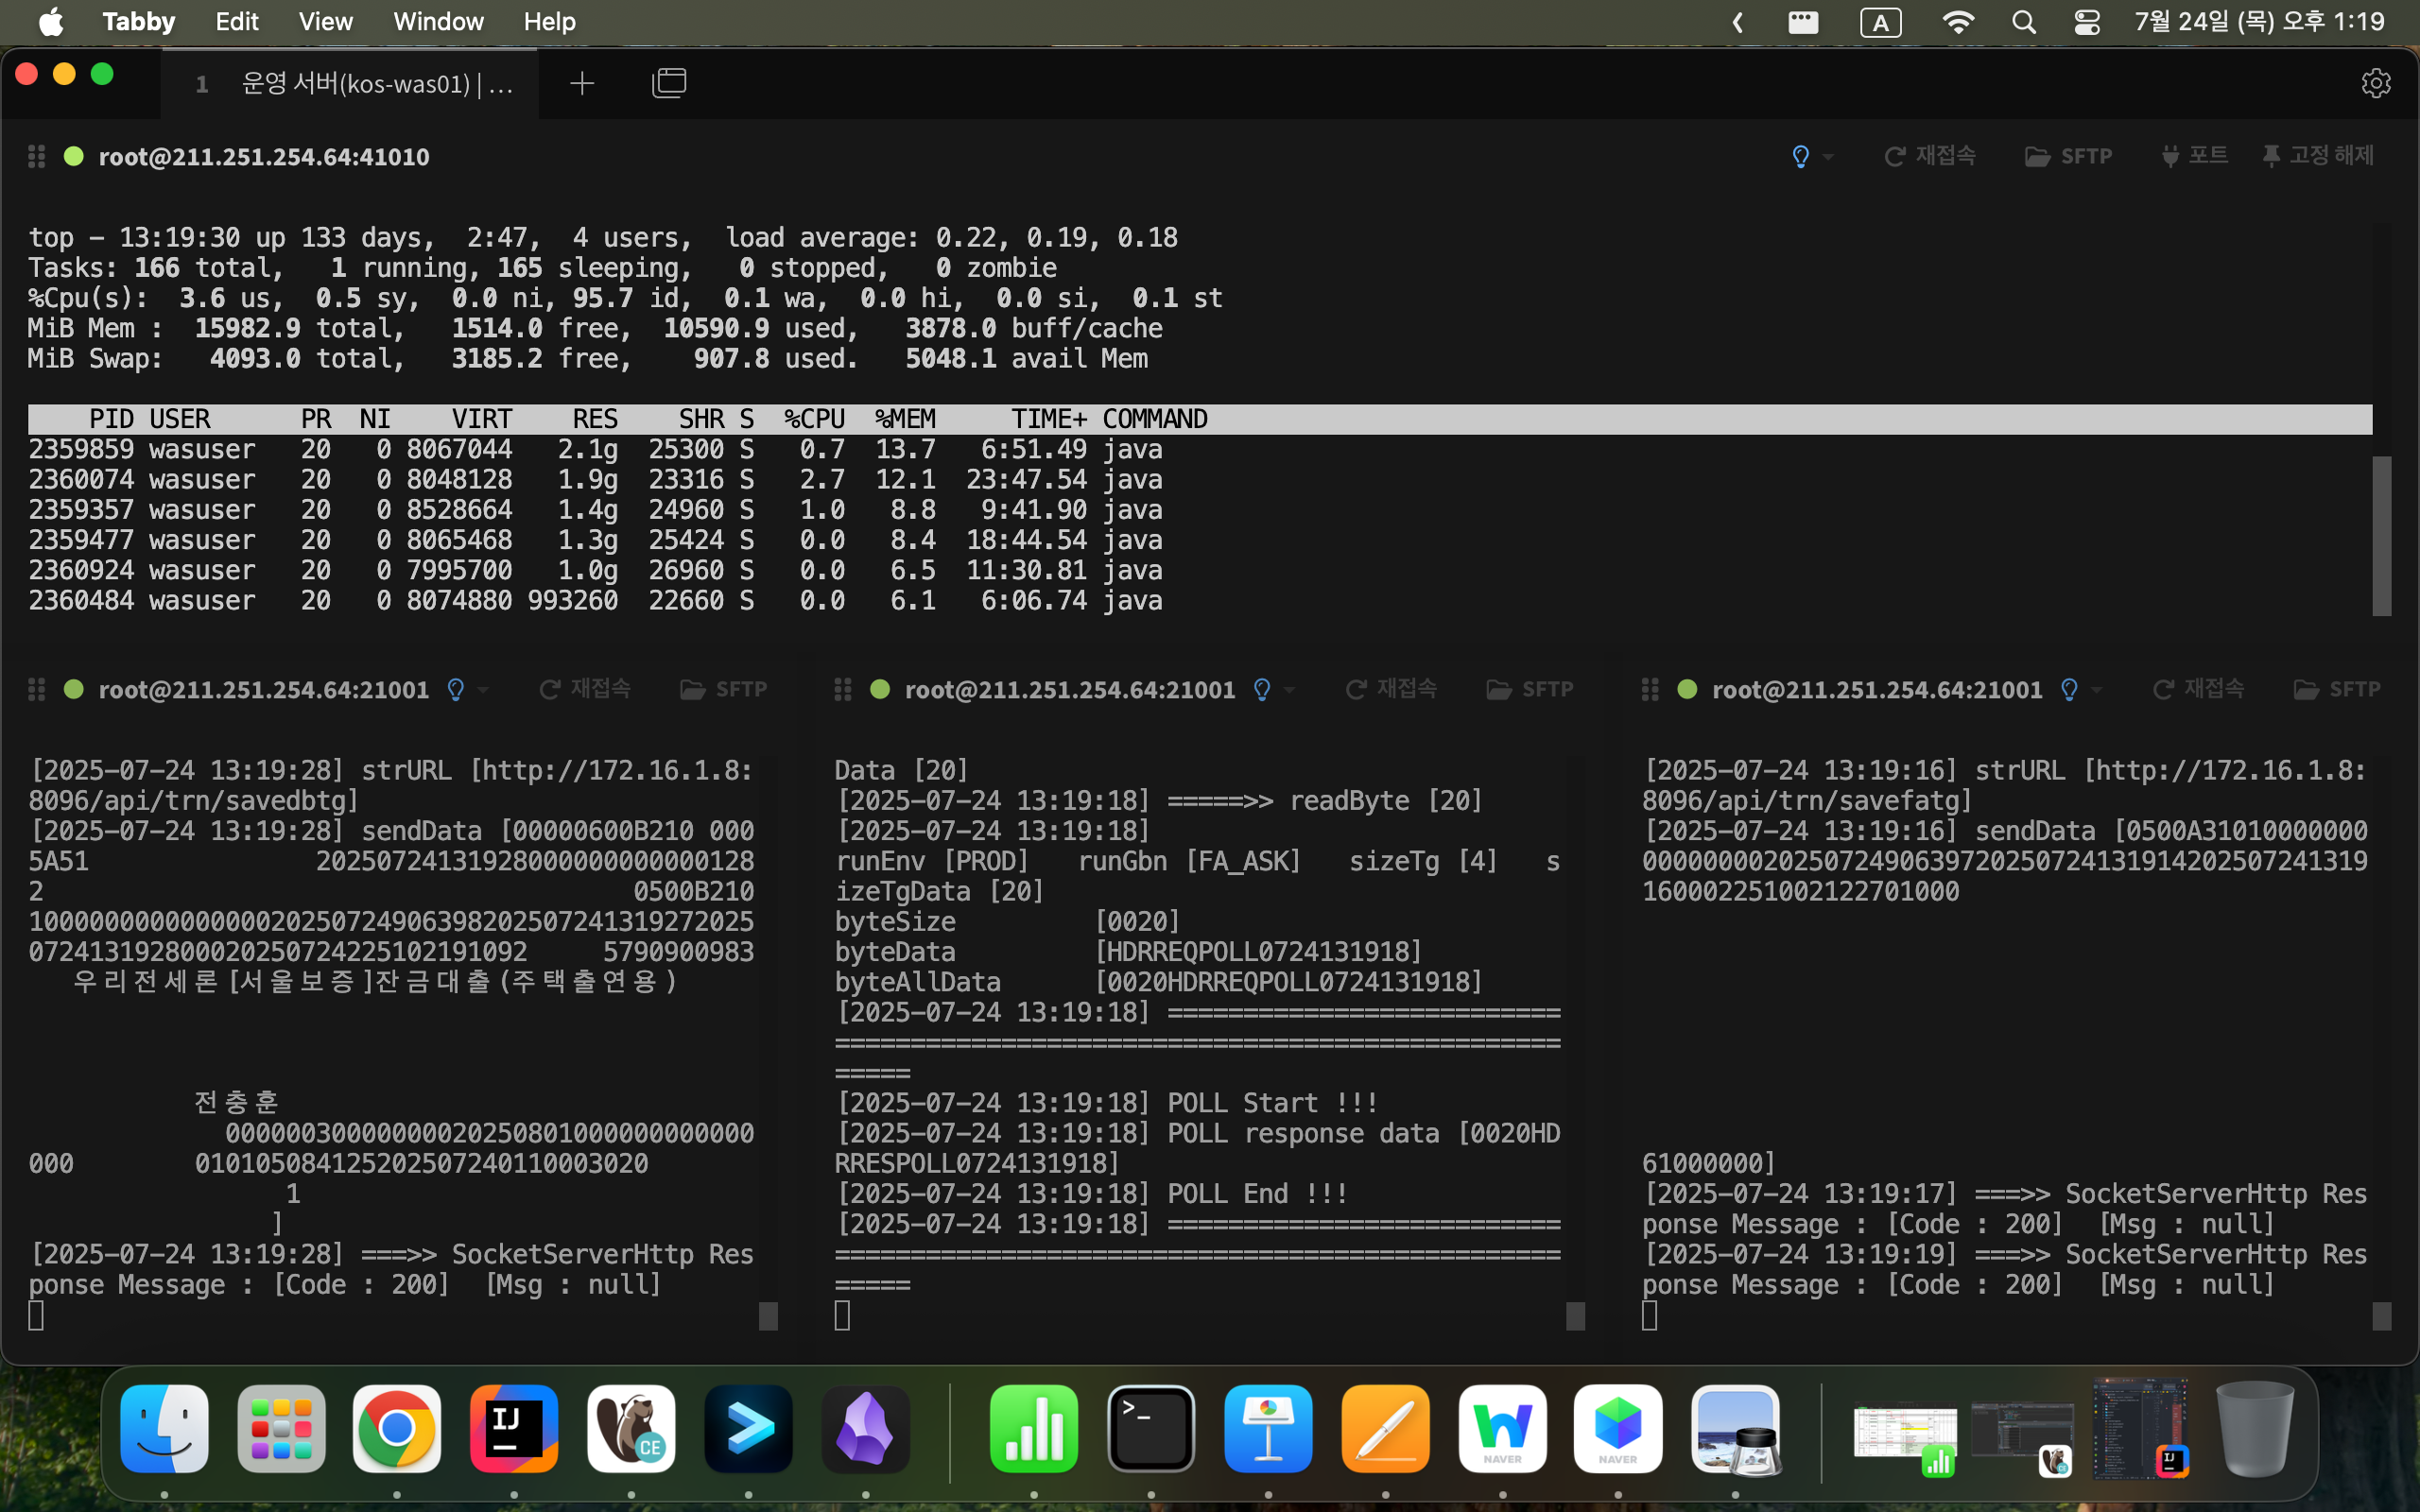 Tabby Edit View Window Help A 7월 24일 (목) 오후 1:19
1 운영 서버(kos-was01) | ...
root@211.251.254.64:41010 재접속 SFTP 포트 고정 해제
top - 13:19:30 up 133 days, 2:47, 4 users, load average: 0.22, 0.19, 0.18
Tasks: 166 total, 1 running, 165 sleeping, 0 stopped, 0 zombie
%Cpu(s): 3.6 us, 0.5 sy, 0.0 ni, 95.7 id, 0.1 wa, 0.0 hi, 0.0 si, 0.1 st
MiB Mem : 15982.9 total, 1514.0 free, 10590.9 used, 3878.0 buff/cache
MiB Swap: 4093.0 total, 3185.2 free, 907.8 used. 5048.1 avail Mem
PID USER PR NI VIRT RES SHR S %CPU %MEM TIME+ COMMAND
2359859 wasuser 20 0 8067044 2.1g 25300 S 0.7 13.7 6:51.49 java
2360074 wasuser 20 0 8048128 1.9g 23316 S 2.7 12.1 23:47.54 java
2359357 wasuser 20 0 8528664 1.4g 24960 S 1.0 8.8 9:41.90 java
2359477 wasuser 20 0 8065468 1.3g 25424 S 0.0 8.4 18:44.54 java
2360924 wasuser 20 0 7995700 1.0g 26960 S 0.0 6.5 11:30.81 java
2360484 wasuser 20 0 8074880 993260 22660 S 0.0 6.1 6:06.74 java
root@211.251.254.64:21001 재접속 SFTP
[2025-07-24 13:19:28] strURL [http://172.16.1.8:
8096/api/trn/savedbtg]
[2025-07-24 13:19:28] sendData [00000600B210 000
5A51 202507241319280000000000000128
2 0500B210
100000000000000020250724906398202507241319272025
072413192800020250724225102191092 5790900983
우리전세론[서울보증]잔금대출(주택출연용)
전충훈
00000030000000020250801000000000000
000 010105084125202507240110003020
1
]
[2025-07-24 13:19:28] ===>> SocketServerHttp Res
ponse Message : [Code : 200] [Msg : null]
root@211.251.254.64:21001 재접속 SFTP
Data [20]
[2025-07-24 13:19:18] =====>> readByte [20]
[2025-07-24 13:19:18]
runEnv [PROD] runGbn [FA_ASK] sizeTg [4] s
izeTgData [20]
byteSize [0020]
byteData [HDRREQPOLL0724131918]
byteAllData [0020HDRREQPOLL0724131918]
[2025-07-24 13:19:18] ==========================
================================================
=====
[2025-07-24 13:19:18] POLL Start !!!
[2025-07-24 13:19:18] POLL response data [0020HD
RRESPOLL0724131918]
[2025-07-24 13:19:18] POLL End !!!
[2025-07-24 13:19:18] ==========================
================================================
=====
root@211.251.254.64:21001 재접속 SFTP
[2025-07-24 13:19:16] strURL [http://172.16.1.8:
8096/api/trn/savefatg]
[2025-07-24 13:19:16] sendData [0500A31010000000
000000000202507249063972025072413191420250724131 9
160002251002122701000
61000000]
[2025-07-24 13:19:17] ===>> SocketServerHttp Res
ponse Message : [Code : 200] [Msg : null]
[2025-07-24 13:19:19] ===>> SocketServerHttp Res
ponse Message : [Code : 200] [Msg : null]
IJ CE NAVER NAVER